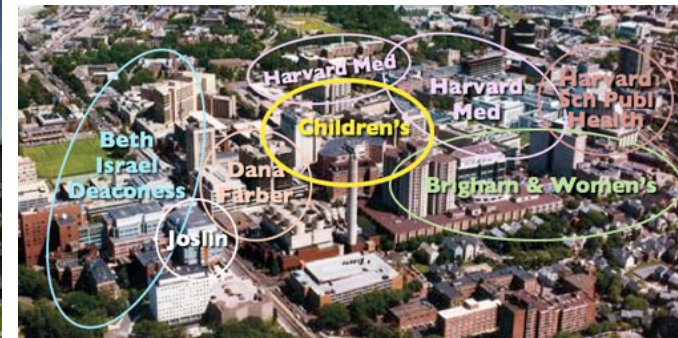 Harvard Med
Harvard
Med
Harvard
Sch Publ
Health
Children's
Beth
Israel
Deaconess
Dana
Farber
Brigham & Women's
Joslin